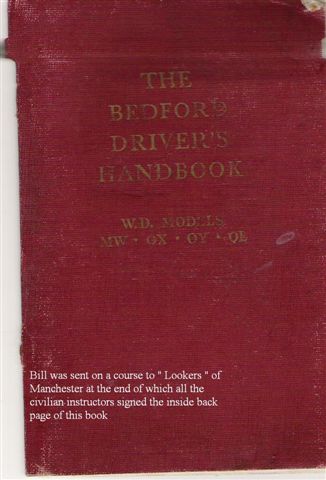 THE
BEDFORD
DRIVER'S
HANDBOOK
W.D. MODELS
MW • OX • OY • QL
Bill was sent on a course to " Lookers " of
Manchester at the end of which all the
civilian instructors signed the inside back
page of this book